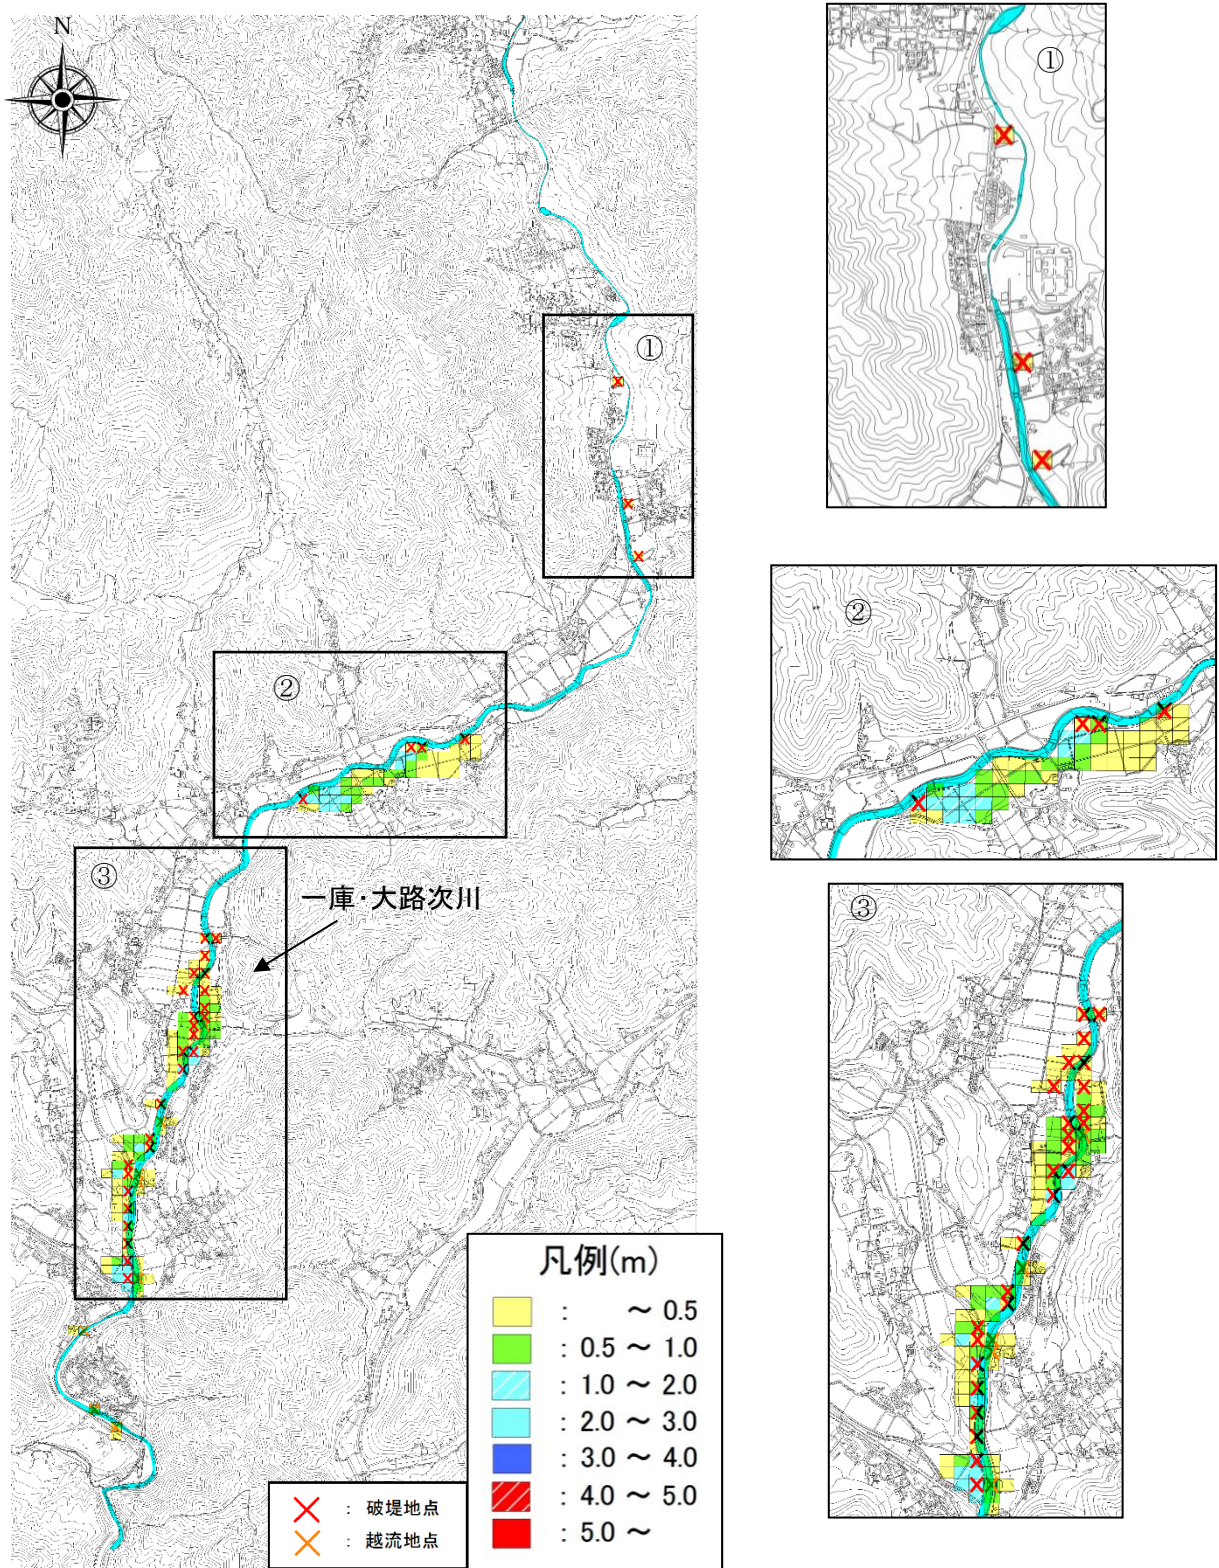 N
①
①
②
②
③
③
一庫・大路次川
凡例(m)
: ～ 0.5
: 0.5 ～ 1.0
: 1.0 ～ 2.0
: 2.0 ～ 3.0
: 3.0 ～ 4.0
: 4.0 ～ 5.0
: 5.0 ～
: 破堤地点
: 越流地点